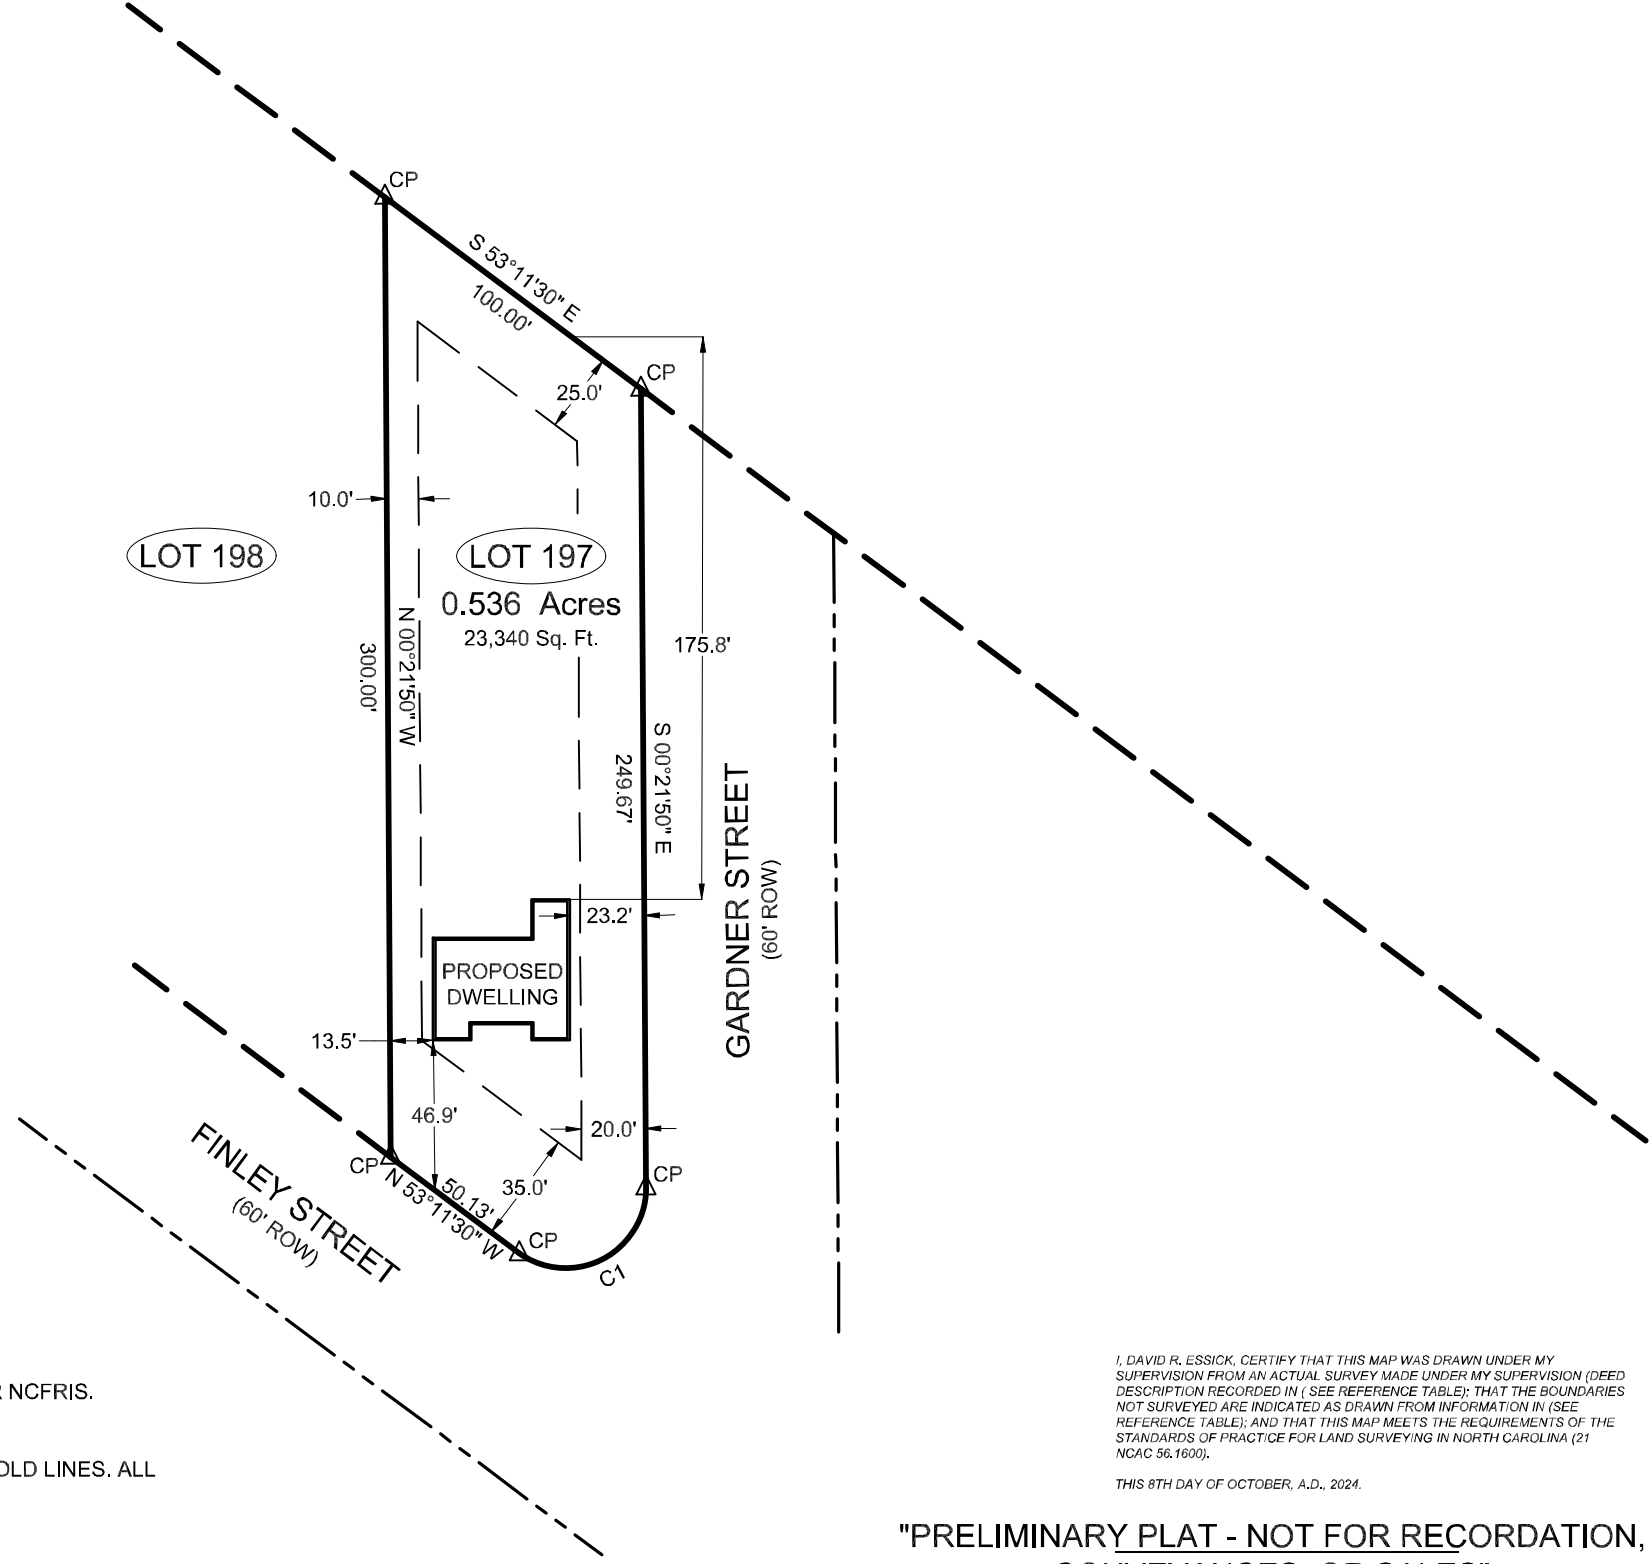 CP
S 53°11'30" E
100.00'
CP
25.0'
10.0'
LOT 198
LOT 197
0.536 Acres
23,340 Sq. Ft.
175.8'
N 00°21'50" W
300.00'
S 00°21'50" E
249.67'
GARDNER STREET
(60' ROW)
23.2'
PROPOSED
DWELLING
13.5'
46.9'
20.0'
CP
N 53°11'30" W
50.13'
35.0'
CP
CP
C1
FINLEY STREET
(60' ROW)
NCFRIS.
OLD LINES. ALL
I, DAVID R. ESSICK, CERTIFY THAT THIS MAP WAS DRAWN UNDER MY
SUPERVISION FROM AN ACTUAL SURVEY MADE UNDER MY SUPERVISION (DEED
DESCRIPTION RECORDED IN ( SEE REFERENCE TABLE); THAT THE BOUNDARIES
NOT SURVEYED ARE INDICATED AS DRAWN FROM INFORMATION IN (SEE
REFERENCE TABLE); AND THAT THIS MAP MEETS THE REQUIREMENTS OF THE
STANDARDS OF PRACTICE FOR LAND SURVEYING IN NORTH CAROLINA (21
NCAC 56.1600).
THIS 8TH DAY OF OCTOBER, A.D., 2024.
"PRELIMINARY PLAT - NOT FOR RECORDATION,